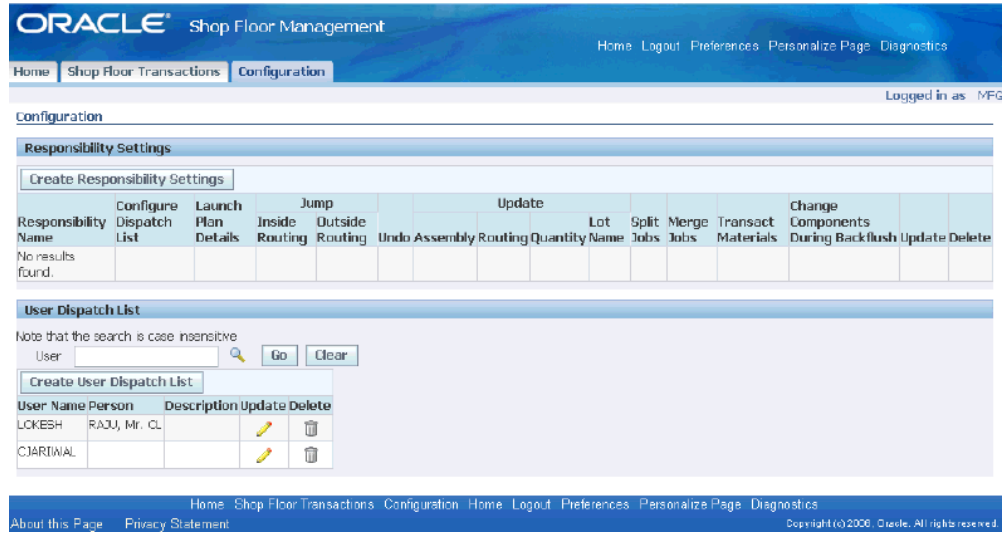 ORACLE® Shop Floor Management
Home Logout Preferences Personalize Page Diagnostics
Home Shop Floor Transactions Configuration
Logged in as MFG
Configuration
Responsibility Settings
Create Responsibility Settings
Responsibility Name Configure Dispatch List Launch Plan Details Jump Inside Routing Outside Routing Undo Update Assembly Routing Quantity Lot Name Split Jobs Merge Jobs Transact Materials Change Components During Backflush Update Delete
No results found.
User Dispatch List
Note that the search is case insensitive
User Go Clear
Create User Dispatch List
User Name Person Description Update Delete
LOKESH RAJU, Mr. CL
CJARIWAL
Home Shop Floor Transactions Configuration Home Logout Preferences Personalize Page Diagnostics
About this Page Privacy Statement Copyright (c) 2006, Oracle. All rights reserved.